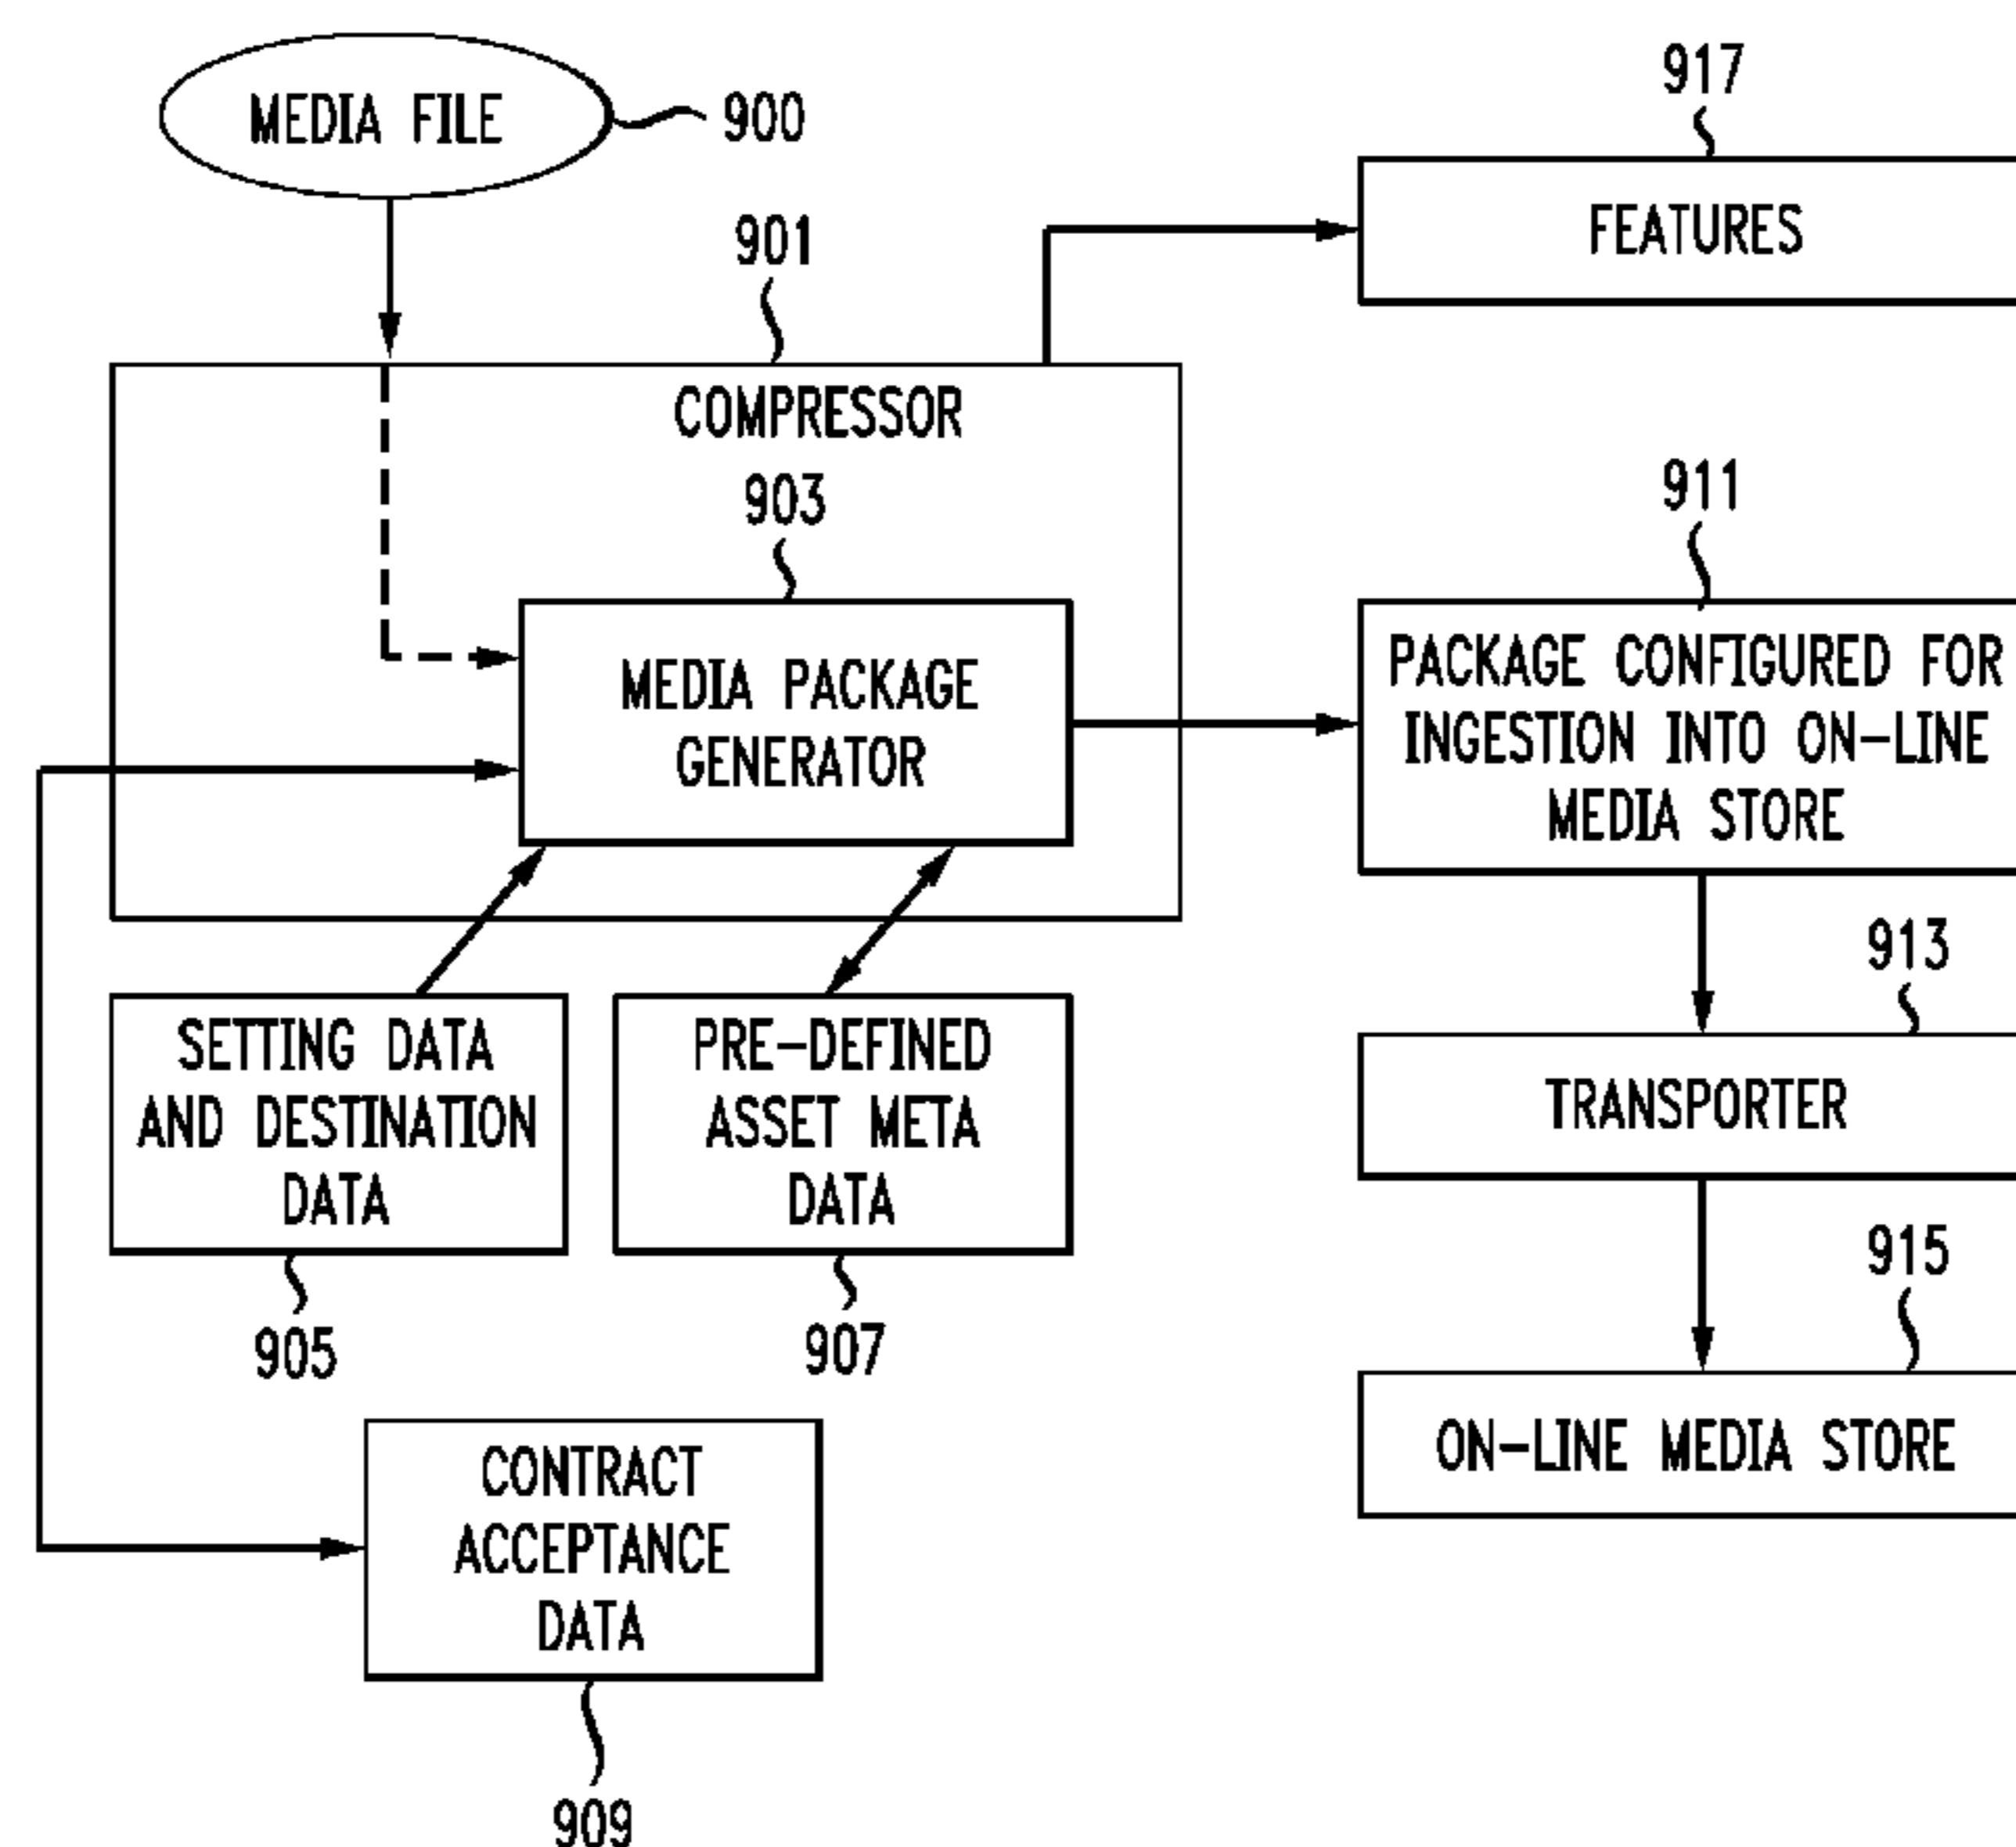 MEDIA FILE
900
917
FEATURES
901
COMPRESSOR
903
MEDIA PACKAGE
GENERATOR
911
PACKAGE CONFIGURED FOR
INGESTION INTO ON-LINE
MEDIA STORE
913
TRANSPORTER
SETTING DATA
AND DESTINATION
DATA
905
PRE-DEFINED
ASSET META
DATA
907
915
ON-LINE MEDIA STORE
CONTRACT
ACCEPTANCE
DATA
909